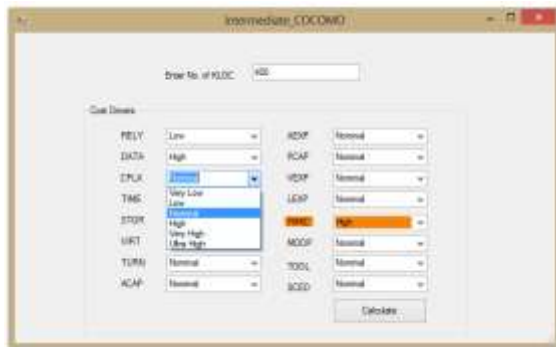 Intermediate_COCOMO
Enter No. of KLOC 400
Cost Drivers
RELY Low
DATA High
CPLX Nominal
Very Low
Low
Nominal
High
Very High
Ultra High
TIME
STOR
VIRT
TURN Nominal
ACAP Nominal
AEXP Nominal
PCAP Nominal
VEXP Nominal
LEXP Nominal
High
MODP Nominal
TOOL Nominal
SCED Nominal
Calculate